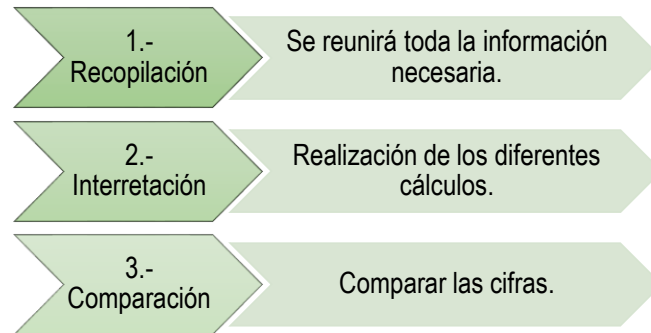 1.-
Recopilación
Se reunirá toda la información
necesaria.
2.-
Interretación
Realización de los diferentes
cálculos.
3.-
Comparación
Comparar las cifras.